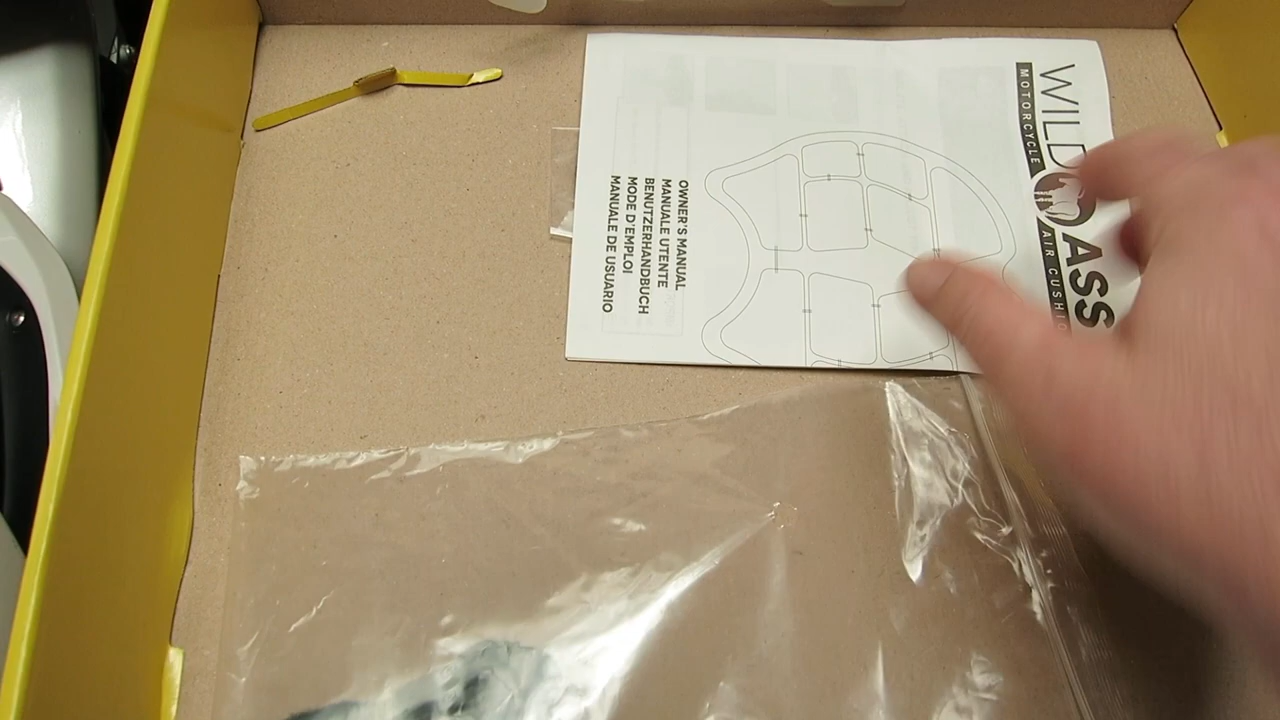 WILD ASS
MOTORCYCLE AIR CUSHIO
OWNER'S MANUAL
MANUALE UTENTE
BENUTZERHANDBUCH
MODE D'EMPLOI
MANUALE DE USUARIO